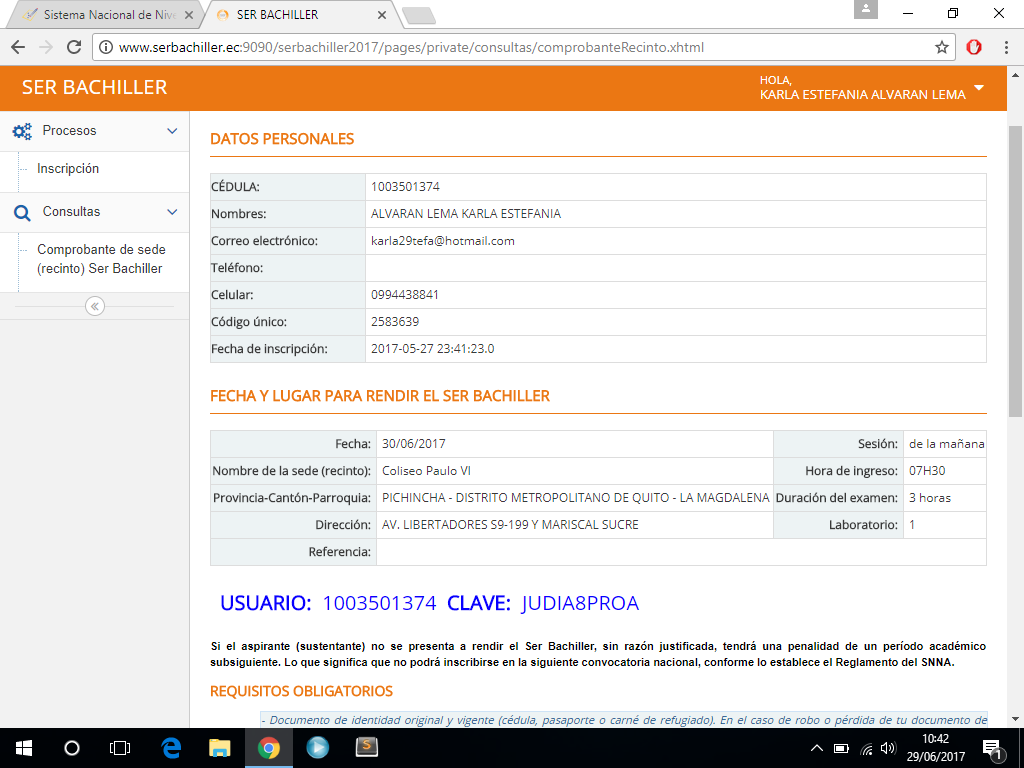 Sistema Nacional de Nive
SER BACHILLER
www.serbachiller.ec:9090/serbachiller2017/pages/private/consultas/comprobanteRecinto.xhtml
SER BACHILLER
HOLA,
KARLA ESTEFANIA ALVARAN LEMA
Procesos
Inscripción
Consultas
Comprobante de sede
(recinto) Ser Bachiller
DATOS PERSONALES
CÉDULA: 1003501374
Nombres: ALVARAN LEMA KARLA ESTEFANIA
Correo electrónico: karla29tefa@hotmail.com
Teléfono:
Celular: 0994438841
Código único: 2583639
Fecha de inscripción: 2017-05-27 23:41:23.0
FECHA Y LUGAR PARA RENDIR EL SER BACHILLER
Fecha: 30/06/2017 Sesión: de la mañana
Nombre de la sede (recinto): Coliseo Paulo VI Hora de ingreso: 07H30
Provincia-Cantón-Parroquia: PICHINCHA - DISTRITO METROPOLITANO DE QUITO - LA MAGDALENA Duración del examen: 3 horas
Dirección: AV. LIBERTADORES S9-199 Y MARISCAL SUCRE Laboratorio: 1
Referencia:
USUARIO: 1003501374 CLAVE: JUDIA8PROA
Si el aspirante (sustentante) no se presenta a rendir el Ser Bachiller, sin razón justificada, tendrá una penalidad de un período académico
subsiguiente. Lo que significa que no podrá inscribirse en la siguiente convocatoria nacional, conforme lo establece el Reglamento del SNNA.
REQUISITOS OBLIGATORIOS
- Documento de identidad original y vigente (cédula, pasaporte o carné de refugiado). En el caso de robo o pérdida de tu documento de
10:42
29/06/2017
1